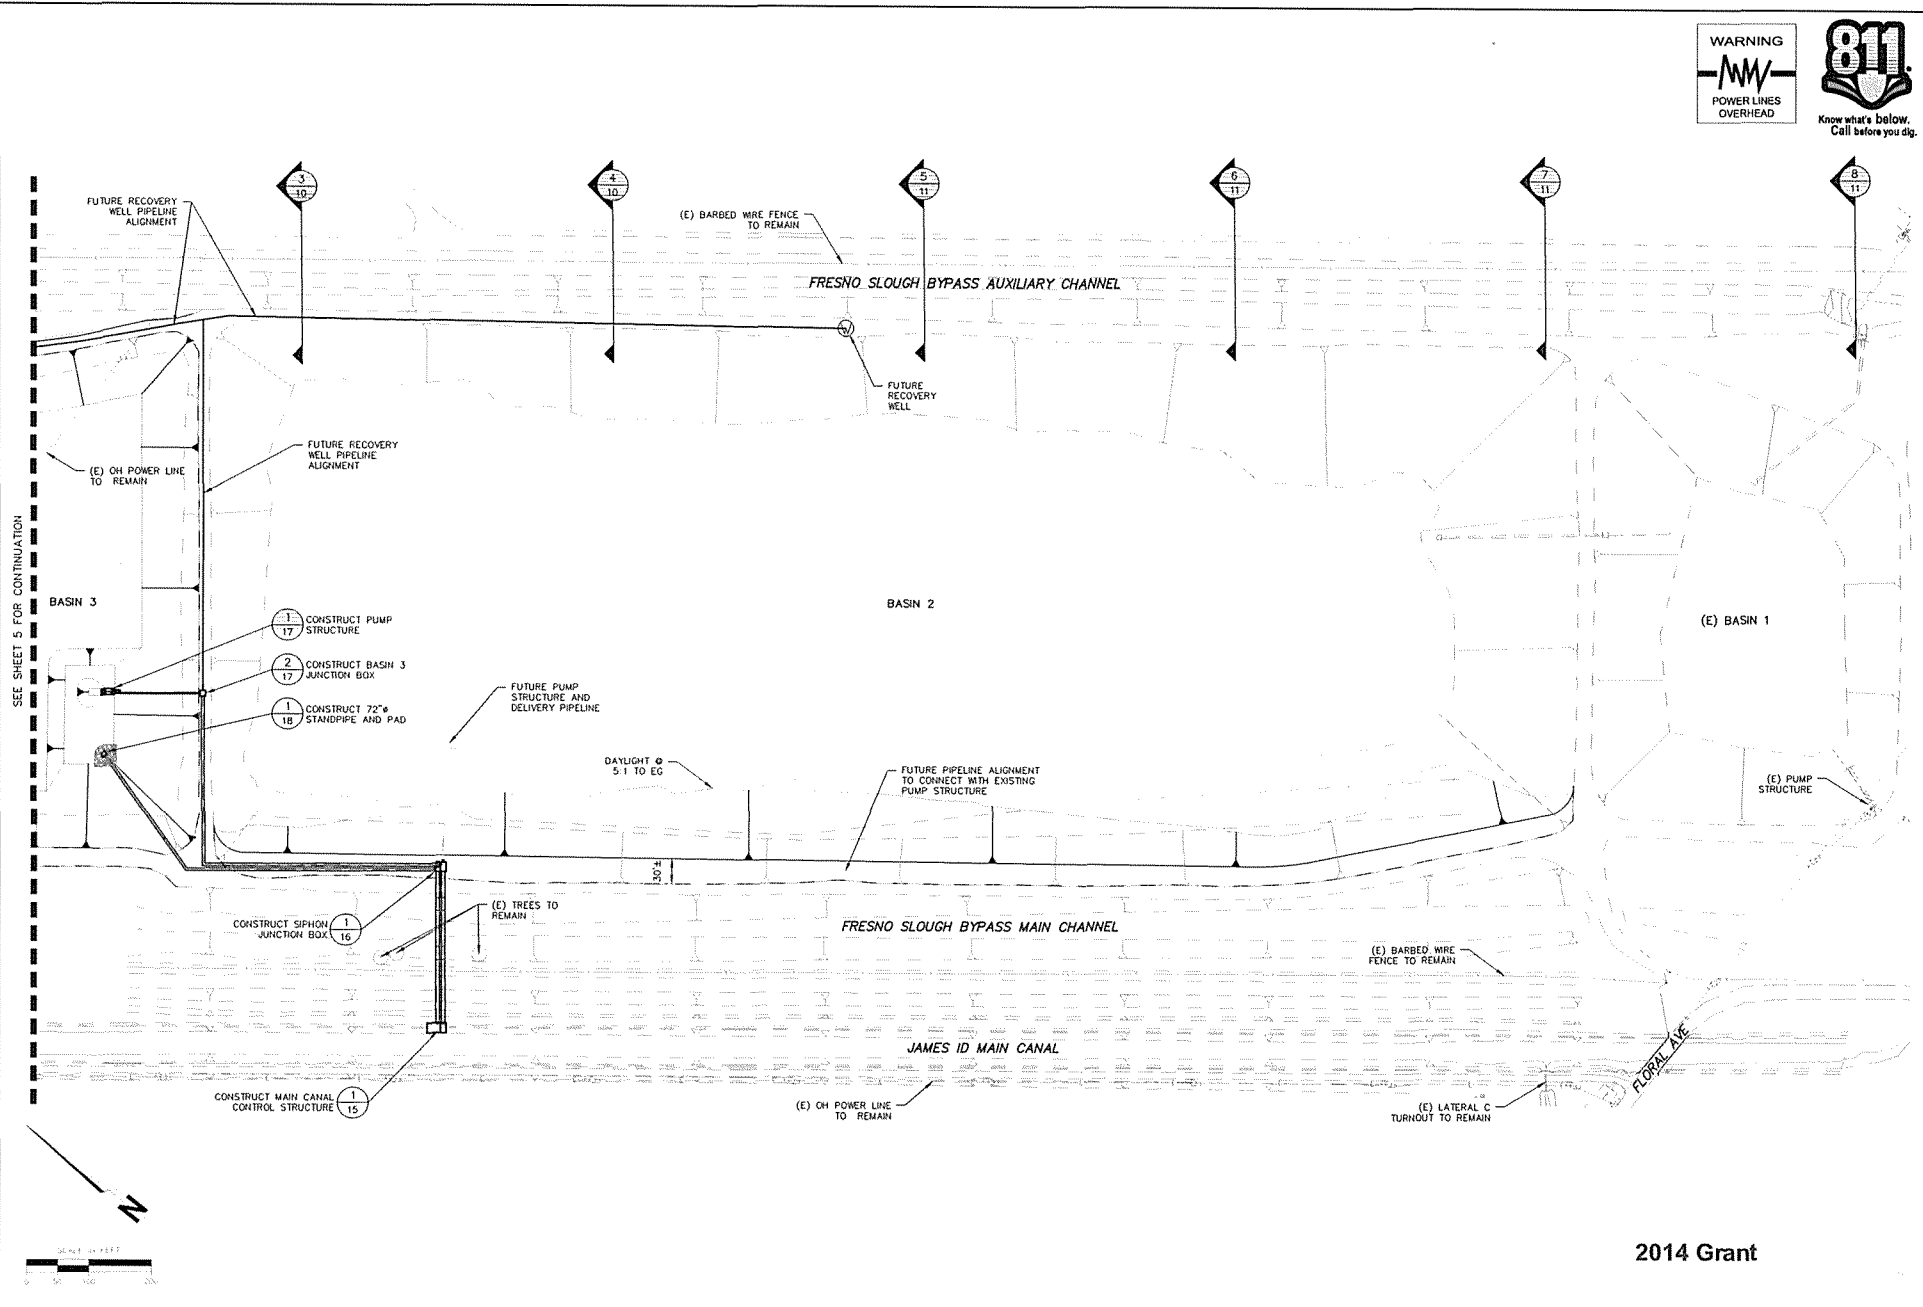 WARNING
POWER LINES
OVERHEAD
811.
Know what's below.
Call before you dig.
3
10
4
10
5
11
6
11
7
11
8
11
FUTURE RECOVERY
WELL PIPELINE
ALIGNMENT
(E) BARBED WIRE FENCE
TO REMAIN
FRESNO SLOUGH BYPASS AUXILIARY CHANNEL
W
FUTURE
RECOVERY
WELL
FUTURE RECOVERY
WELL PIPELINE
ALIGNMENT
(E) OH POWER LINE
TO REMAIN
SEE SHEET 5 FOR CONTINUATION
BASIN 3
BASIN 2
(E) BASIN 1
1
17
CONSTRUCT PUMP
STRUCTURE
2
17
CONSTRUCT BASIN 3
JUNCTION BOX
1
18
CONSTRUCT 72"ø
STANDPIPE AND PAD
FUTURE PUMP
STRUCTURE AND
DELIVERY PIPELINE
DAYLIGHT @
5:1 TO EG
FUTURE PIPELINE ALIGNMENT
TO CONNECT WITH EXISTING
PUMP STRUCTURE
(E) PUMP
STRUCTURE
30'±
CONSTRUCT SIPHON
JUNCTION BOX
1
16
(E) TREES TO
REMAIN
FRESNO SLOUGH BYPASS MAIN CHANNEL
(E) BARBED WIRE
FENCE TO REMAIN
JAMES ID MAIN CANAL
FLORAL AVE
CONSTRUCT MAIN CANAL
CONTROL STRUCTURE
1
15
(E) OH POWER LINE
TO REMAIN
(E) LATERAL C
TURNOUT TO REMAIN
N
SCALE IN FEET
0 50 100 200
2014 Grant